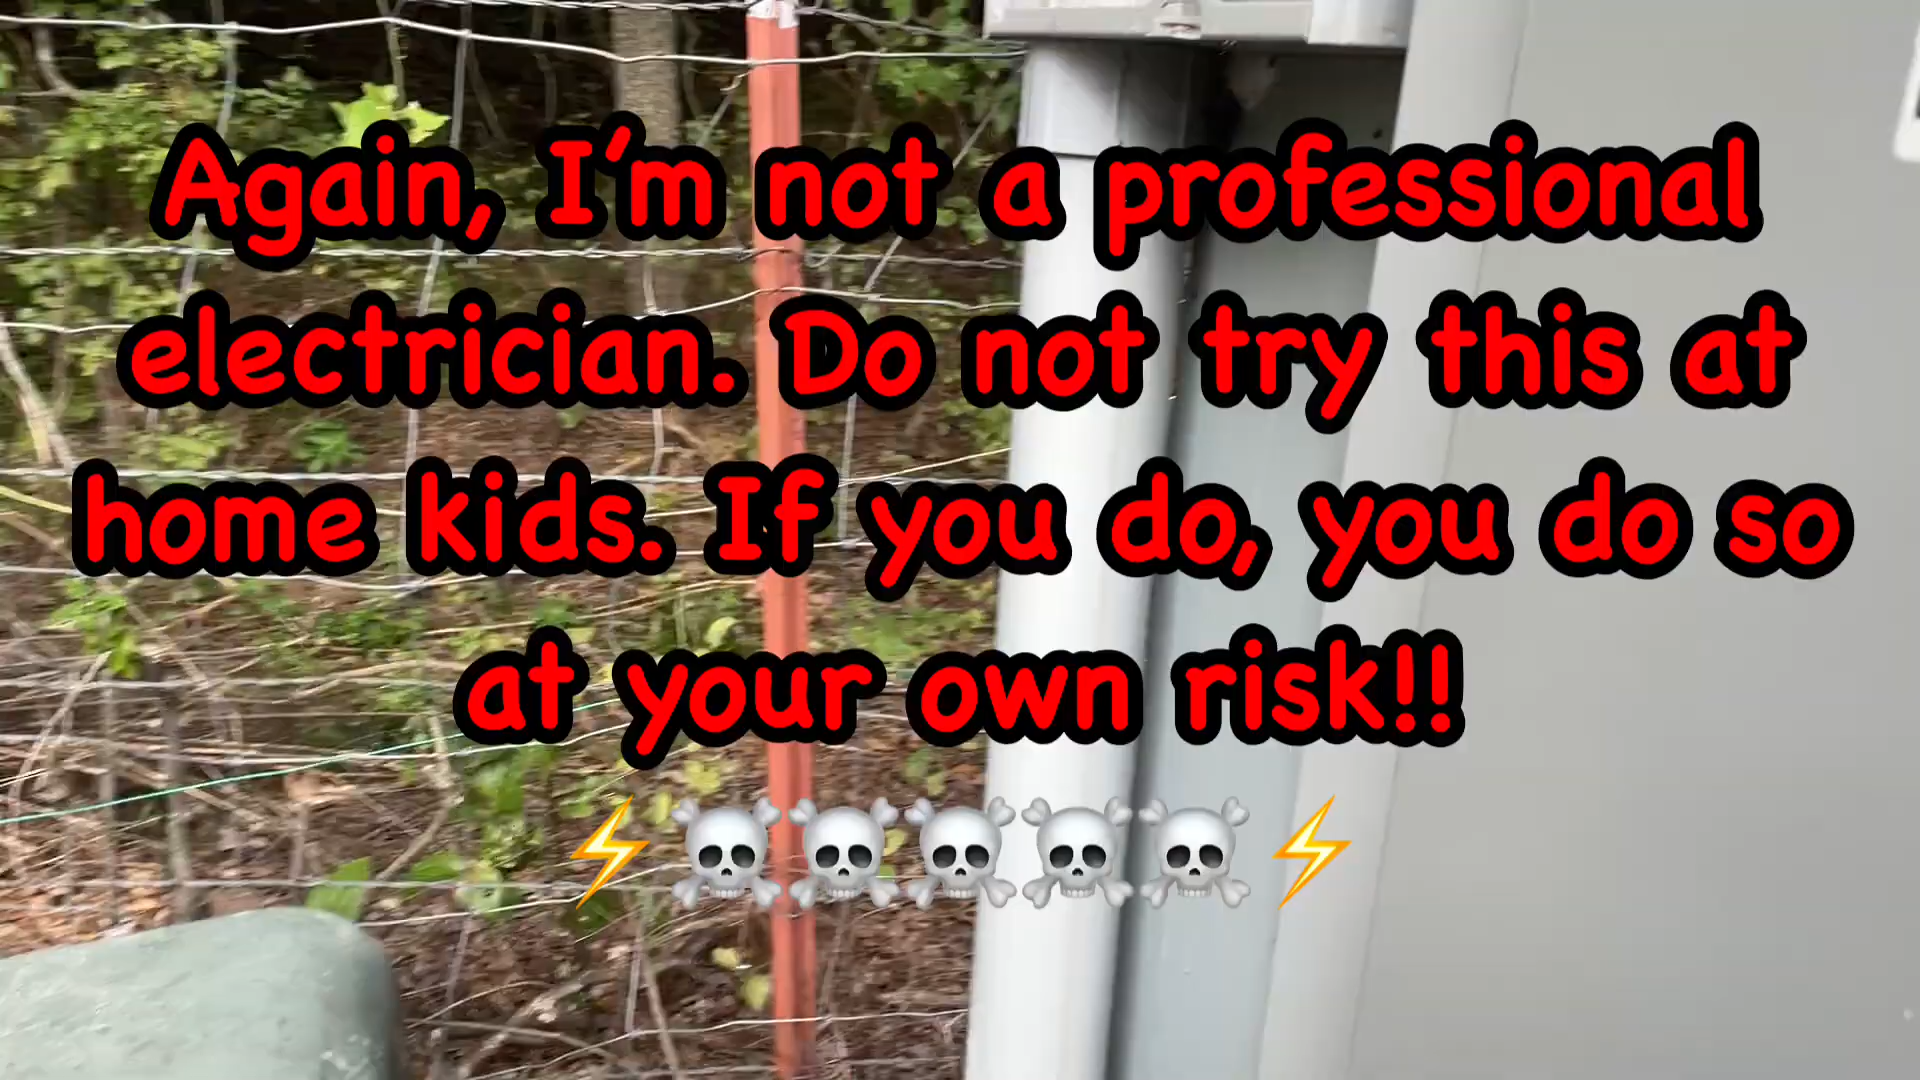 Again, I'm not a professional
electrician. Do not try this at
home kids. If you do, you do so
at your own risk!!
⚡☠️☠️☠️☠️☠️⚡